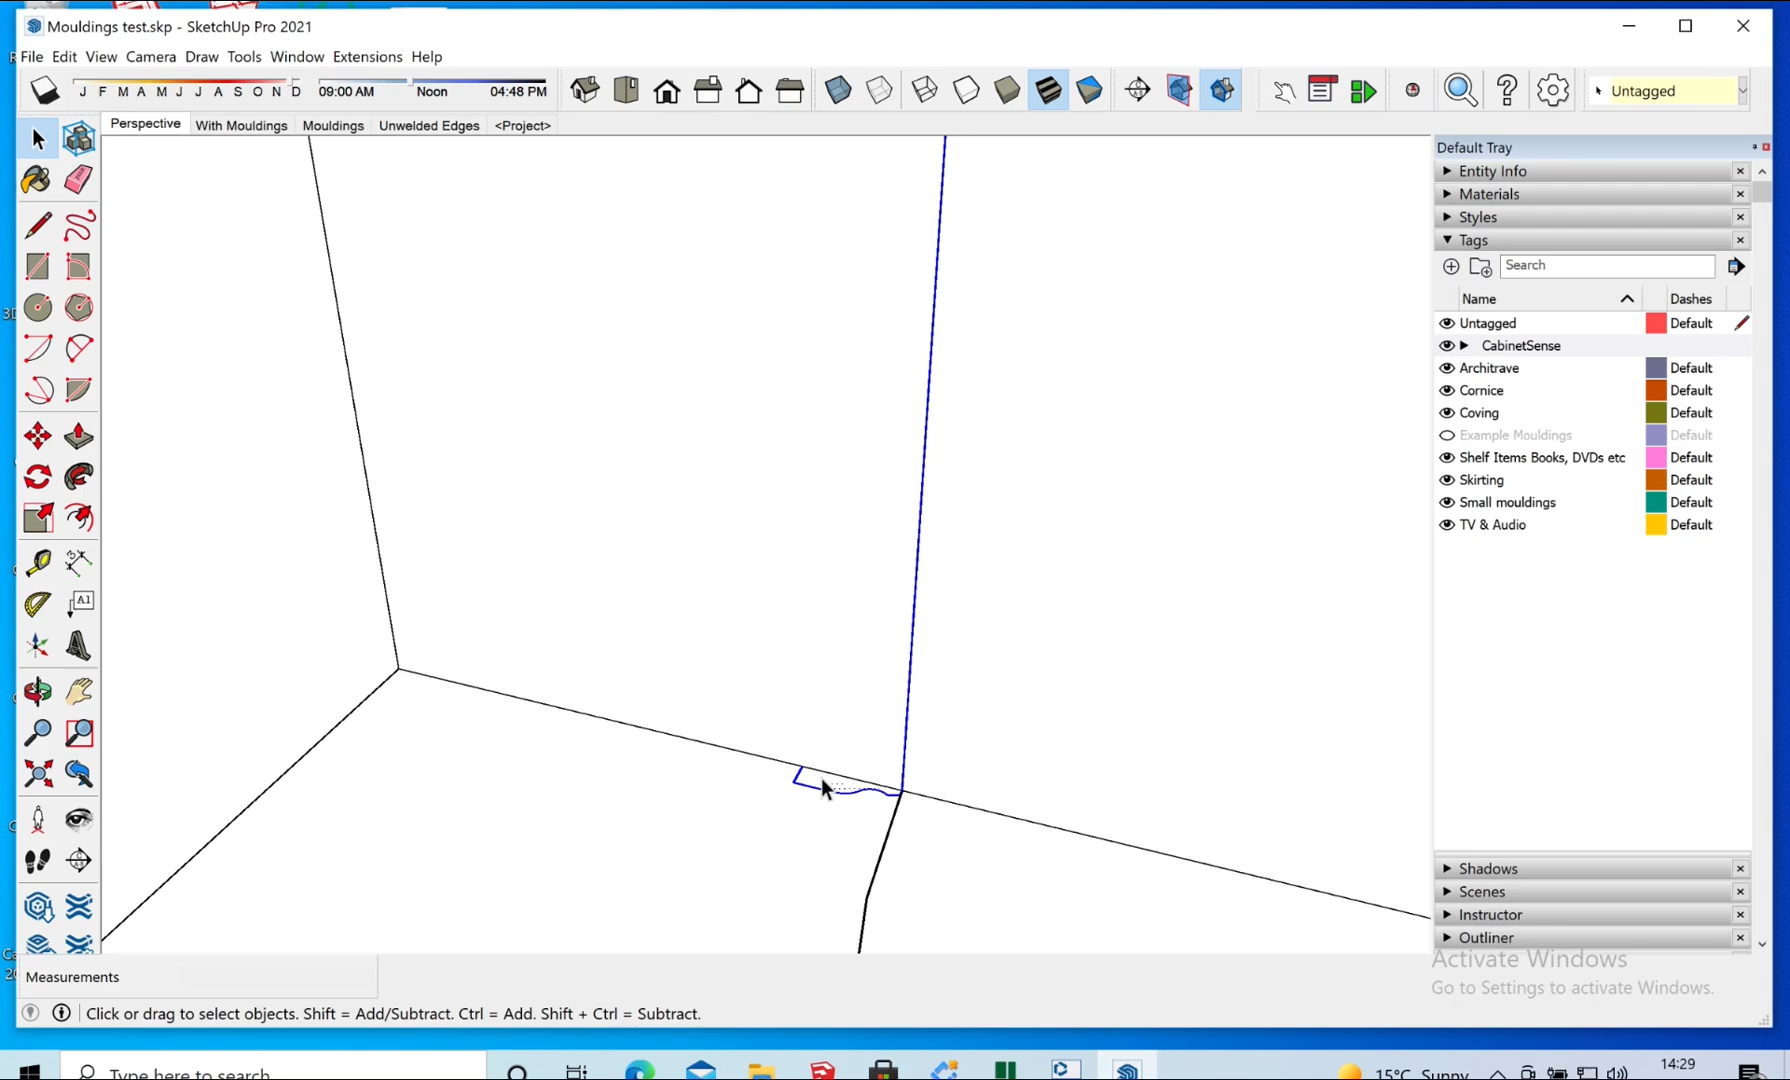 Mouldings test.skp - SketchUp Pro 2021
File Edit View Camera Draw Tools Window Extensions Help
J F M A M J J A S O N D
09:00 AM Noon 04:48 PM
Untagged
Perspective With Mouldings Mouldings Unwelded Edges <Project>
Default Tray
Entity Info
Materials
Styles
Tags
Search
Name Dashes
Untagged Default
CabinetSense
Architrave Default
Cornice Default
Coving Default
Example Mouldings Default
Shelf Items Books, DVDs etc Default
Skirting Default
Small mouldings Default
TV & Audio Default
A1
Shadows
Scenes
Instructor
Outliner
Activate Windows
Go to Settings to activate Windows.
Measurements
Click or drag to select objects. Shift = Add/Subtract. Ctrl = Add. Shift + Ctrl = Subtract.
Type here to search
15°C Sunny
14:29